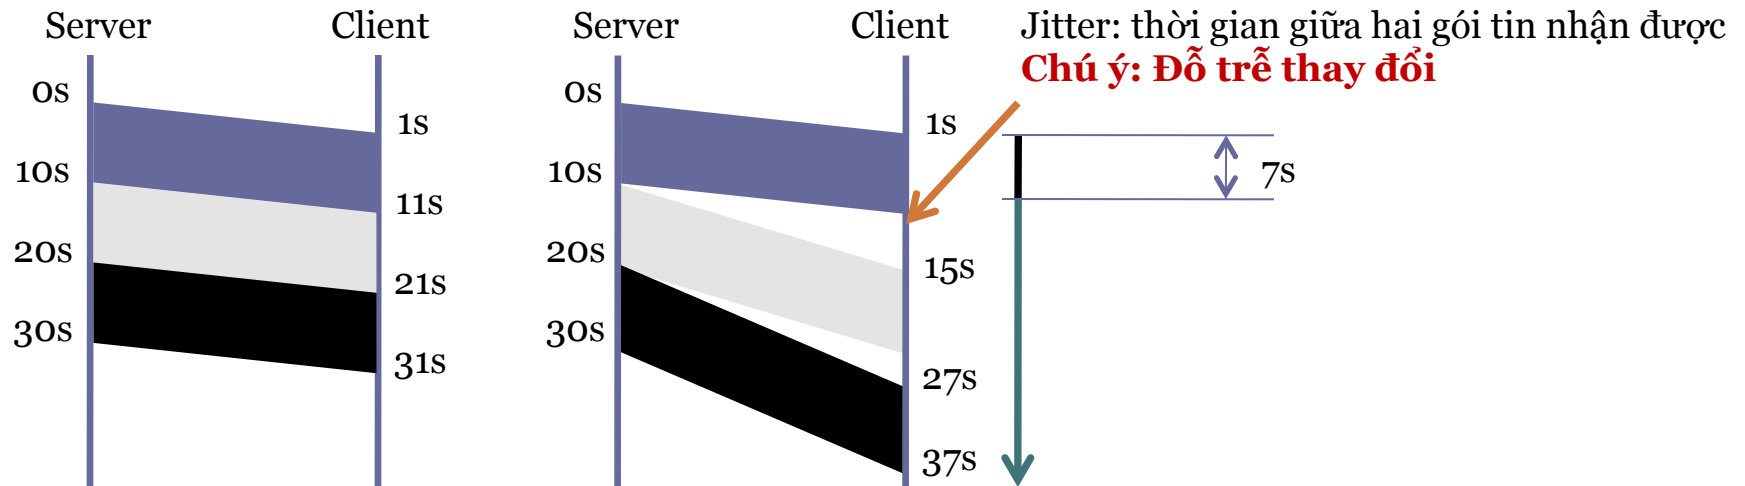 Server Client
0s
10s
20s
30s
1s
11s
21s
31s
Server Client
0s
10s
20s
30s
1s
15s
27s
37s
Jitter: thời gian giữa hai gói tin nhận được
Chú ý: Đỗ trễ thay đổi
7s